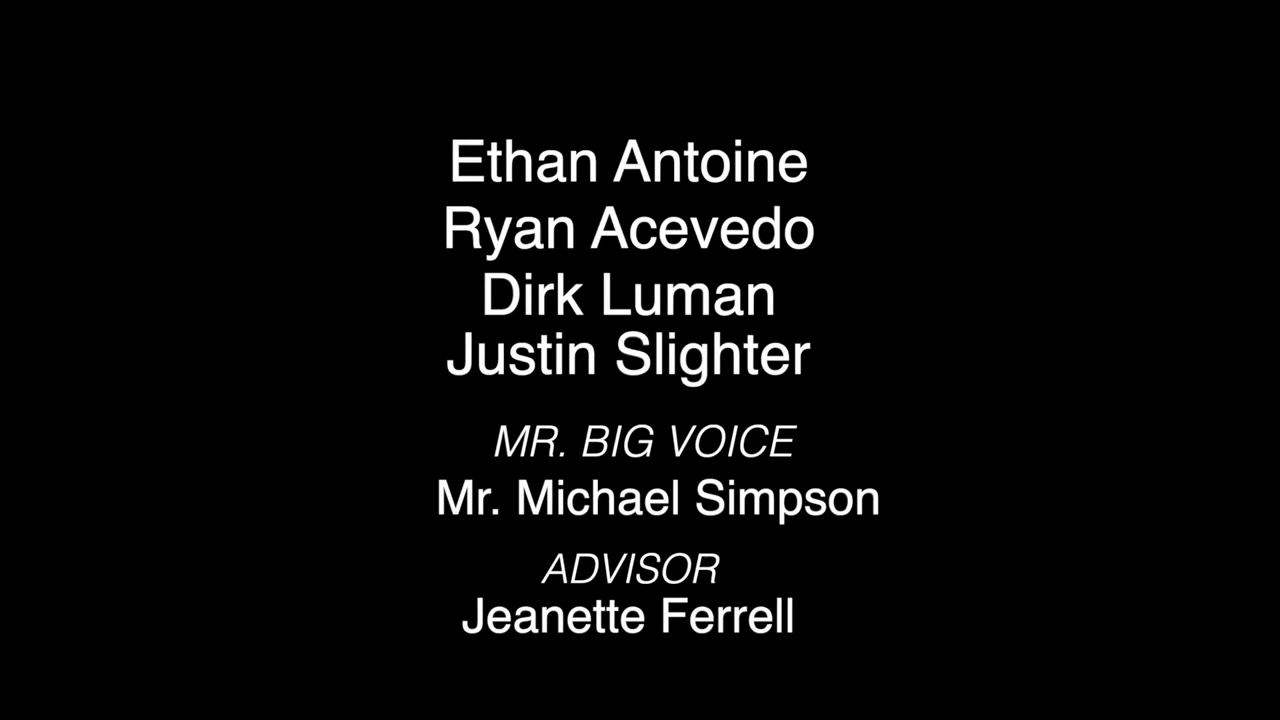 Ethan Antoine
Ryan Acevedo
Dirk Luman
Justin Slighter
MR. BIG VOICE
Mr. Michael Simpson
ADVISOR
Jeanette Ferrell